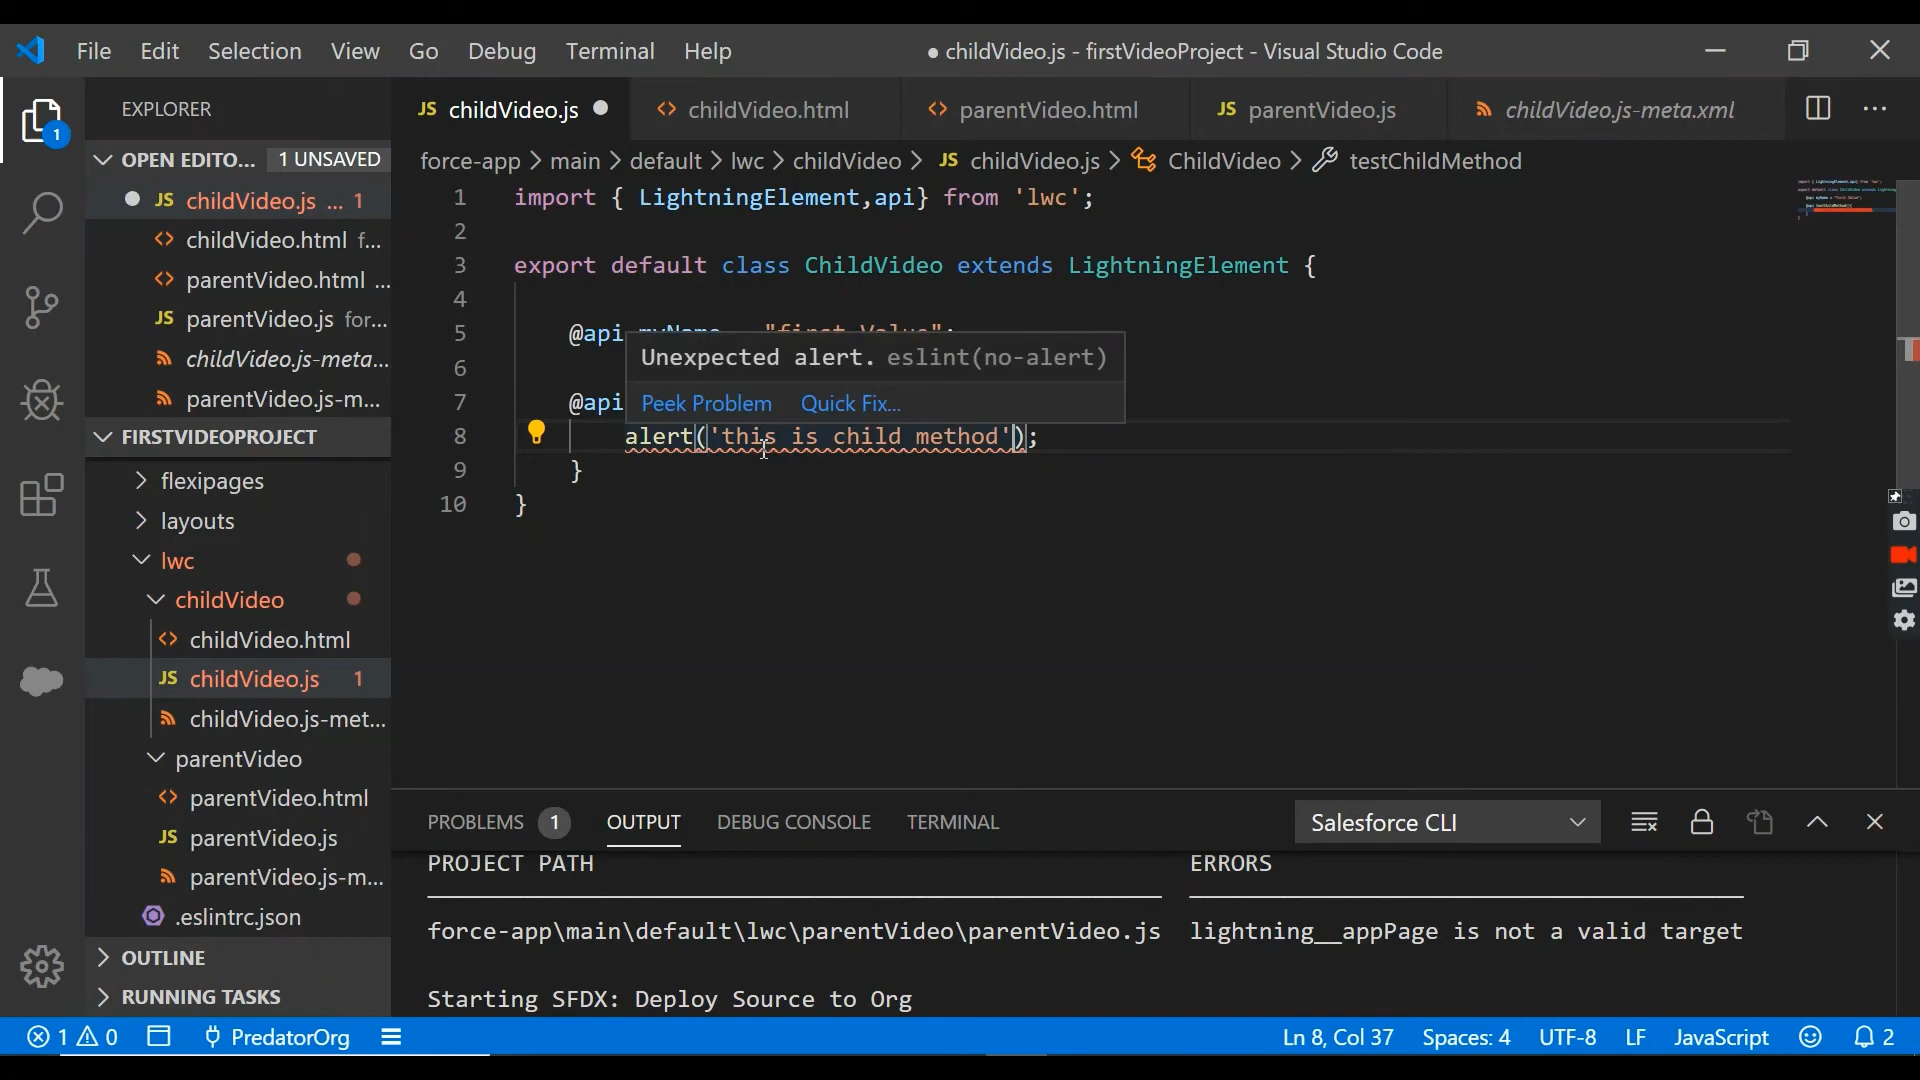 File Edit Selection View Go Debug Terminal Help
● childVideo.js - firstVideoProject - Visual Studio Code
EXPLORER
1
OPEN EDITO... 1 UNSAVED
JS childVideo.js ... 1
<> childVideo.html f...
<> parentVideo.html ...
JS parentVideo.js for...
childVideo.js-meta...
parentVideo.js-m...
FIRSTVIDEOPROJECT
flexipages
layouts
lwc
childVideo
<> childVideo.html
JS childVideo.js 1
childVideo.js-met...
parentVideo
<> parentVideo.html
JS parentVideo.js
parentVideo.js-m...
.eslintrc.json
OUTLINE
RUNNING TASKS
JS childVideo.js <> childVideo.html <> parentVideo.html JS parentVideo.js childVideo.js-meta.xml
force-app > main > default > lwc > childVideo > JS childVideo.js > ChildVideo > testChildMethod
1 import { LightningElement,api} from 'lwc';
2
3 export default class ChildVideo extends LightningElement {
4
5 @api myName = "first Value";
6
7 @api
8 alert('this is child method');
9 }
10 }
Unexpected alert. eslint(no-alert)
Peek Problem Quick Fix...
PROBLEMS 1 OUTPUT DEBUG CONSOLE TERMINAL Salesforce CLI
PROJECT PATH ERRORS
force-app\main\default\lwc\parentVideo\parentVideo.js lightning__appPage is not a valid target
Starting SFDX: Deploy Source to Org
1 0 PredatorOrg Ln 8, Col 37 Spaces: 4 UTF-8 LF JavaScript 2